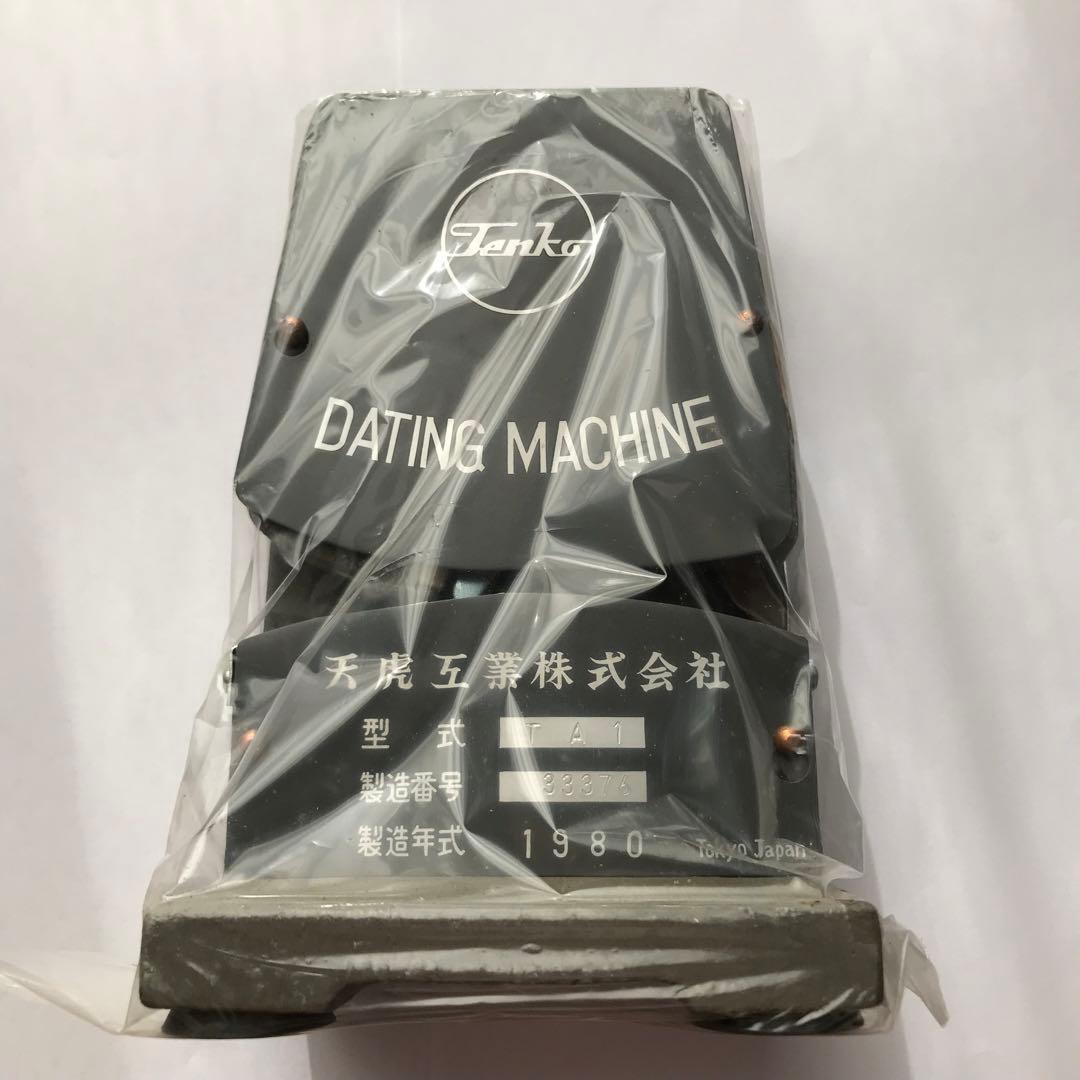 Tenko
DATING MACHINE
天虎工業株式会社
型式 TA1
製造番号 33376
製造年式 1980 Tokyo Japan